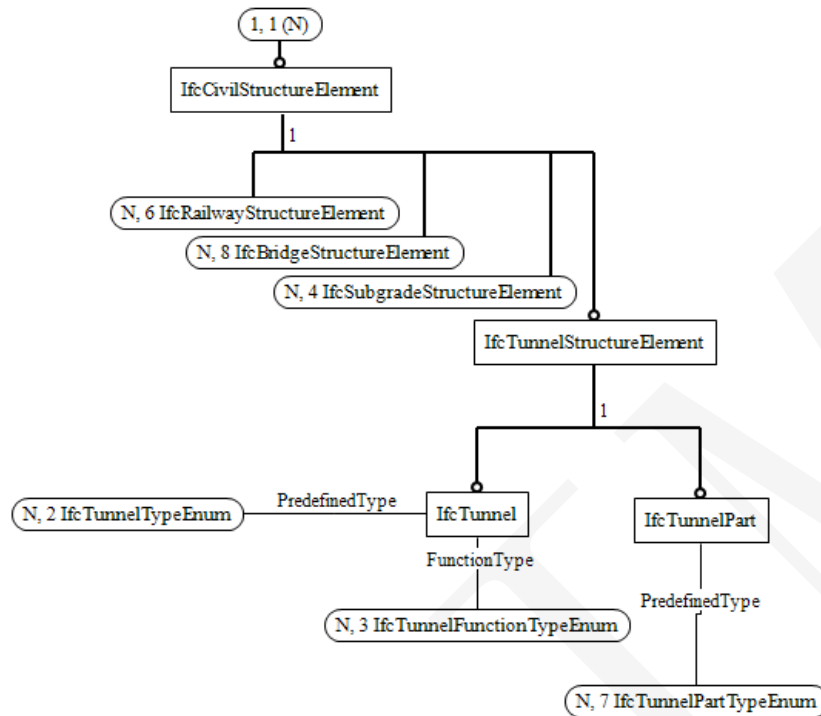 1, 1 (N)
IfcCivilStructureElement
1
N, 6 IfcRailwayStructureElement
N, 8 IfcBridgeStructureElement
N, 4 IfcSubgradeStructureElement
IfcTunnelStructureElement
1
PredefinedType
N, 2 IfcTunnelTypeEnum
IfcTunnel
IfcTunnelPart
FunctionType
PredefinedType
N, 3 IfcTunnelFunctionTypeEnum
N, 7 IfcTunnelPartTypeEnum